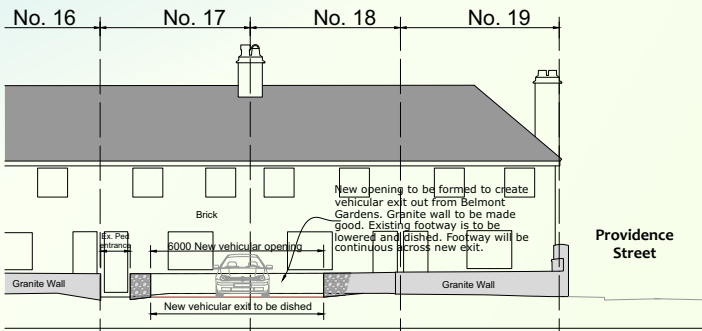 No. 16
No. 17
No. 18
No. 19
New opening to be formed to create
vehicular exit out from Belmont
Gardens. Granite wall to be made
good. Existing footway is to be
lowered and dished. Footway will be
continuous across new exit.
Brick
Ex. Ped
entrance
6000 New vehicular opening
Providence
Street
Granite Wall
Granite Wall
New vehicular exit to be dished